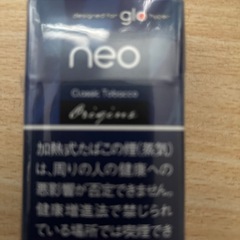 designed for glo hyper
neo
Classic Tobacco
Origins
加熱式たばこの煙(蒸気)
は、周りの人の健康への
悪影響が否定できません。
健康増進法で禁じられ
ている場所では喫煙でき